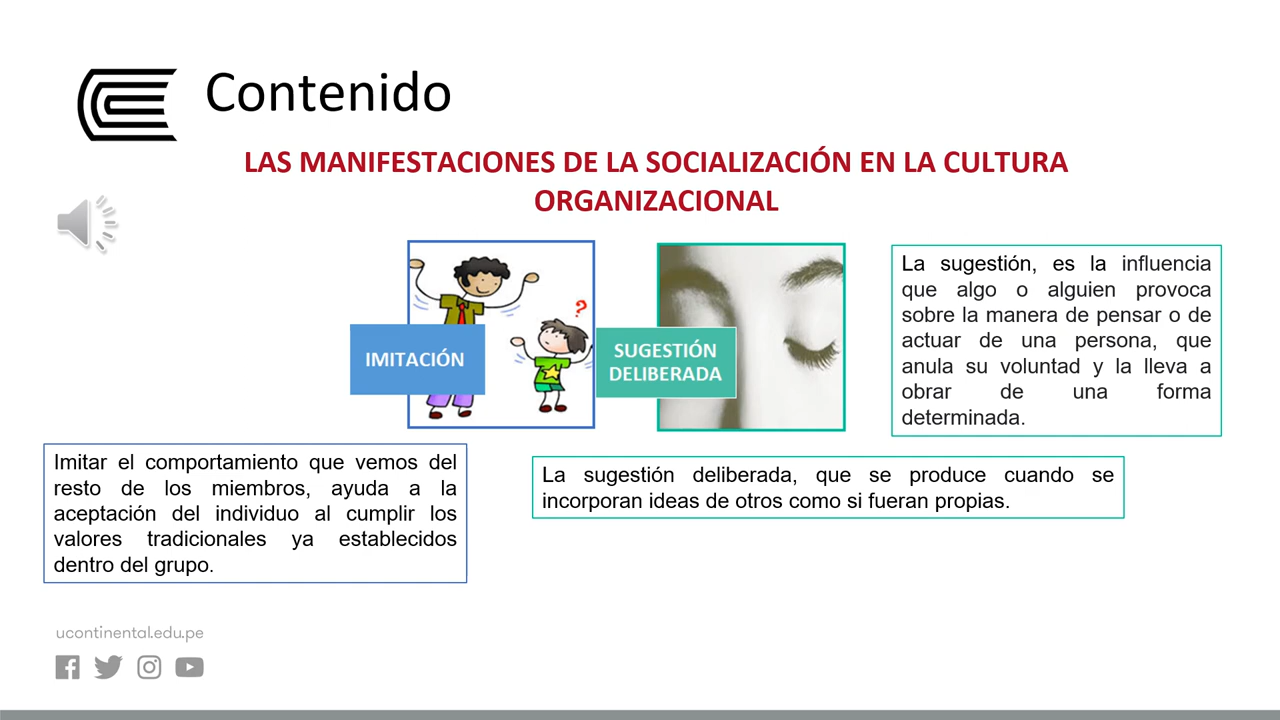 Contenido
LAS MANIFESTACIONES DE LA SOCIALIZACIÓN EN LA CULTURA
ORGANIZACIONAL
?
IMITACIÓN
SUGESTIÓN
DELIBERADA
La sugestión, es la influencia
que algo o alguien provoca
sobre la manera de pensar o de
actuar de una persona, que
anula su voluntad y la lleva a
obrar de una forma
determinada.
Imitar el comportamiento que vemos del
resto de los miembros, ayuda a la
aceptación del individuo al cumplir los
valores tradicionales ya establecidos
dentro del grupo.
La sugestión deliberada, que se produce cuando se
incorporan ideas de otros como si fueran propias.
ucontinental.edu.pe